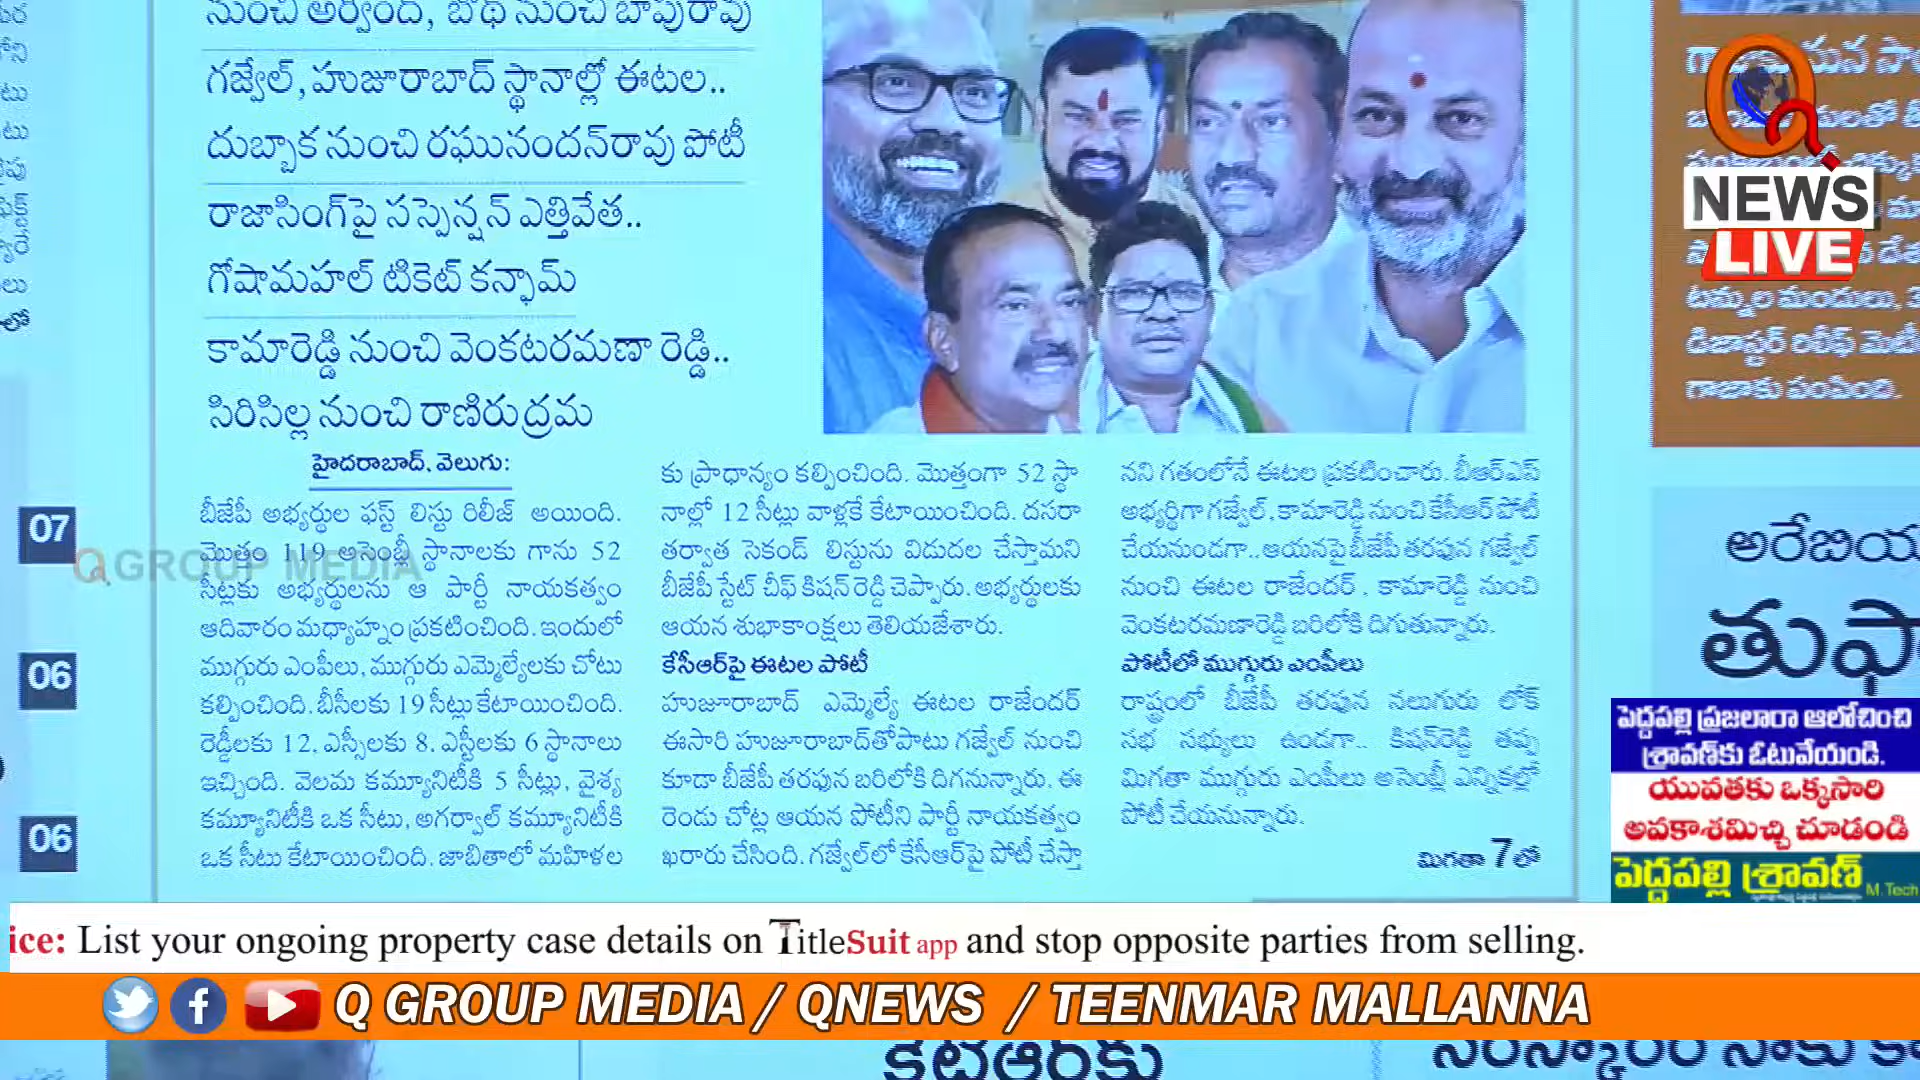 నుంచి అర్వింద్, బోథ్ నుంచి బాపురావు
గజ్వేల్, హుజూరాబాద్ స్థానాల్లో ఈటల..
దుబ్బాక నుంచి రఘునందన్‌రావు పోటీ
రాజాసింగ్‌పై సస్పెన్షన్ ఎత్తివేత..
గోషామహల్ టికెట్ కన్ఫామ్
కామారెడ్డి నుంచి వెంకటరమణా రెడ్డి..
సిరిసిల్ల నుంచి రాణిరుద్రమ
హైదరాబాద్, వెలుగు:
బీజేపీ అభ్యర్థుల ఫస్ట్ లిస్టు రిలీజ్ అయింది.
మొత్తం 119 అసెంబ్లీ స్థానాలకు గాను 52
సీట్లకు అభ్యర్థులను ఆ పార్టీ నాయకత్వం
ఆదివారం మధ్యాహ్నం ప్రకటించింది. ఇందులో
ముగ్గురు ఎంపీలు, ముగ్గురు ఎమ్మెల్యేలకు చోటు
కల్పించింది. బీసీలకు 19 సీట్లు కేటాయించింది.
రెడ్డీలకు 12, ఎస్సీలకు 8, ఎస్టీలకు 6 స్థానాలు
ఇచ్చింది. వెలమ కమ్యూనిటీకి 5 సీట్లు, వైశ్య
కమ్యూనిటీకి ఒక సీటు, అగర్వాల్ కమ్యూనిటీకి
ఒక సీటు కేటాయించింది. జాబితాలో మహిళల
కు ప్రాధాన్యం కల్పించింది. మొత్తంగా 52 స్థా
నాల్లో 12 సీట్లు వాళ్లకే కేటాయించింది. దసరా
తర్వాత సెకండ్ లిస్టును విడుదల చేస్తామని
బీజేపీ స్టేట్ చీఫ్ కిషన్ రెడ్డి చెప్పారు. అభ్యర్థులకు
ఆయన శుభాకాంక్షలు తెలియజేశారు.
కేసీఆర్‌పై ఈటల పోటీ
హుజూరాబాద్ ఎమ్మెల్యే ఈటల రాజేందర్
ఈసారి హుజూరాబాద్‌తోపాటు గజ్వేల్ నుంచి
కూడా బీజేపీ తరఫున బరిలోకి దిగనున్నారు. ఈ
రెండు చోట్ల ఆయన పోటీని పార్టీ నాయకత్వం
ఖరారు చేసింది. గజ్వేల్‌లో కేసీఆర్‌పై పోటీ చేస్తా
నని గతంలోనే ఈటల ప్రకటించారు. బీఆర్ఎస్
అభ్యర్థిగా గజ్వేల్, కామారెడ్డి నుంచి కేసీఆర్ పోటీ
చేయనుండగా.. ఆయనపై బీజేపీ తరఫున గజ్వేల్
నుంచి ఈటల రాజేందర్, కామారెడ్డి నుంచి
వెంకటరమణారెడ్డి బరిలోకి దిగుతున్నారు.
పోటీలో ముగ్గురు ఎంపీలు
రాష్ట్రంలో బీజేపీ తరఫున నలుగురు లోక్
సభ సభ్యులు ఉండగా.. కిషన్‌రెడ్డి తప్ప
మిగతా ముగ్గురు ఎంపీలు అసెంబ్లీ ఎన్నికల్లో
పోటీ చేయనున్నారు.
మిగతా 7లో
07
06
06
Q GROUP MEDIA
NEWS
LIVE
టన్నుల మందులు, 3
డిజాస్టర్ రిలీఫ్ మెటీ
గాజాకు పంపింది.
అరేబియ
తుఫా
పెద్దపల్లి ప్రజలారా ఆలోచించి
శ్రావణ్‌కు ఓటువేయండి.
యువతకు ఒక్కసారి
అవకాశమిచ్చి చూడండి
పెద్దపల్లి శ్రావణ్ M.Tech
ice: List your ongoing property case details on TitleSuit app and stop opposite parties from selling.
Q GROUP MEDIA / QNEWS / TEENMAR MALLANNA